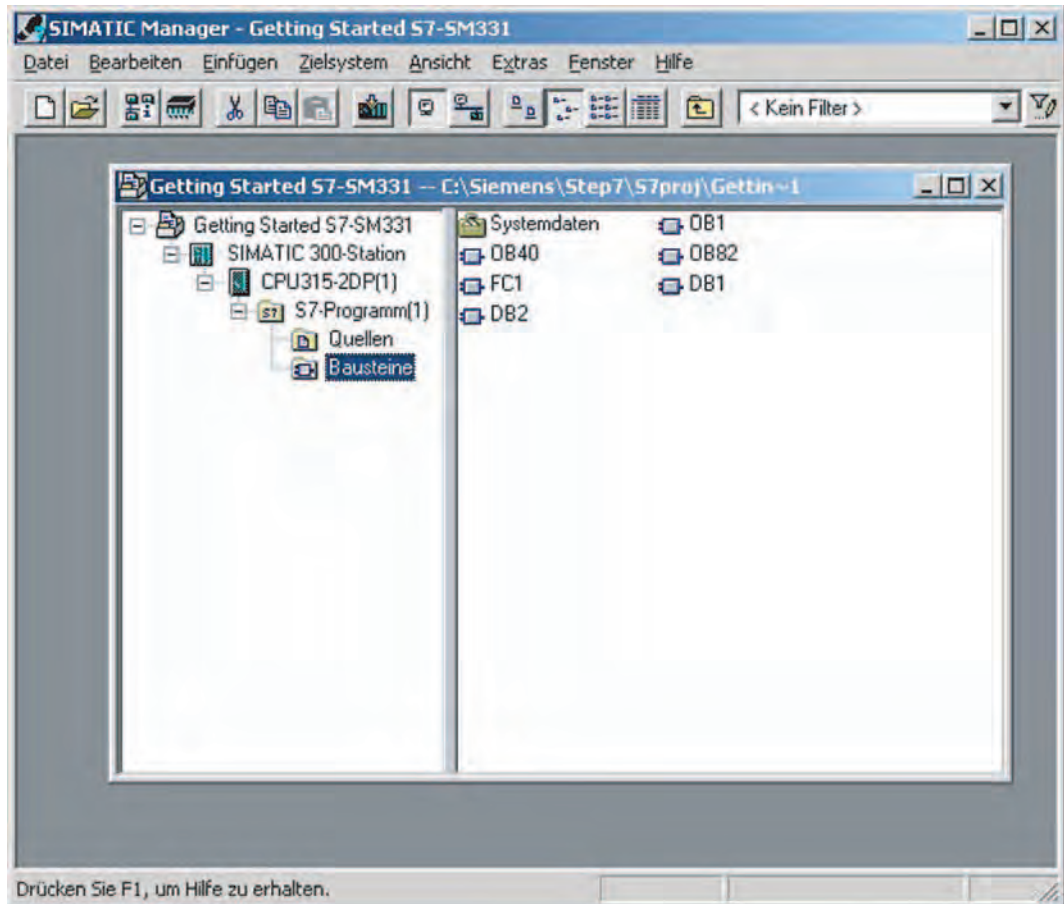 SIMATIC Manager - Getting Started S7-SM331
Datei Bearbeiten Einfügen Zielsystem Ansicht Extras Fenster Hilfe
< Kein Filter >
Getting Started S7-SM331 -- C:\Siemens\Step7\S7proj\Gettin~1
Getting Started S7-SM331
SIMATIC 300-Station
CPU315-2DP(1)
S7-Programm(1)
Quellen
Bausteine
Systemdaten OB1
OB40 OB82
FC1 DB1
DB2
Drücken Sie F1, um Hilfe zu erhalten.